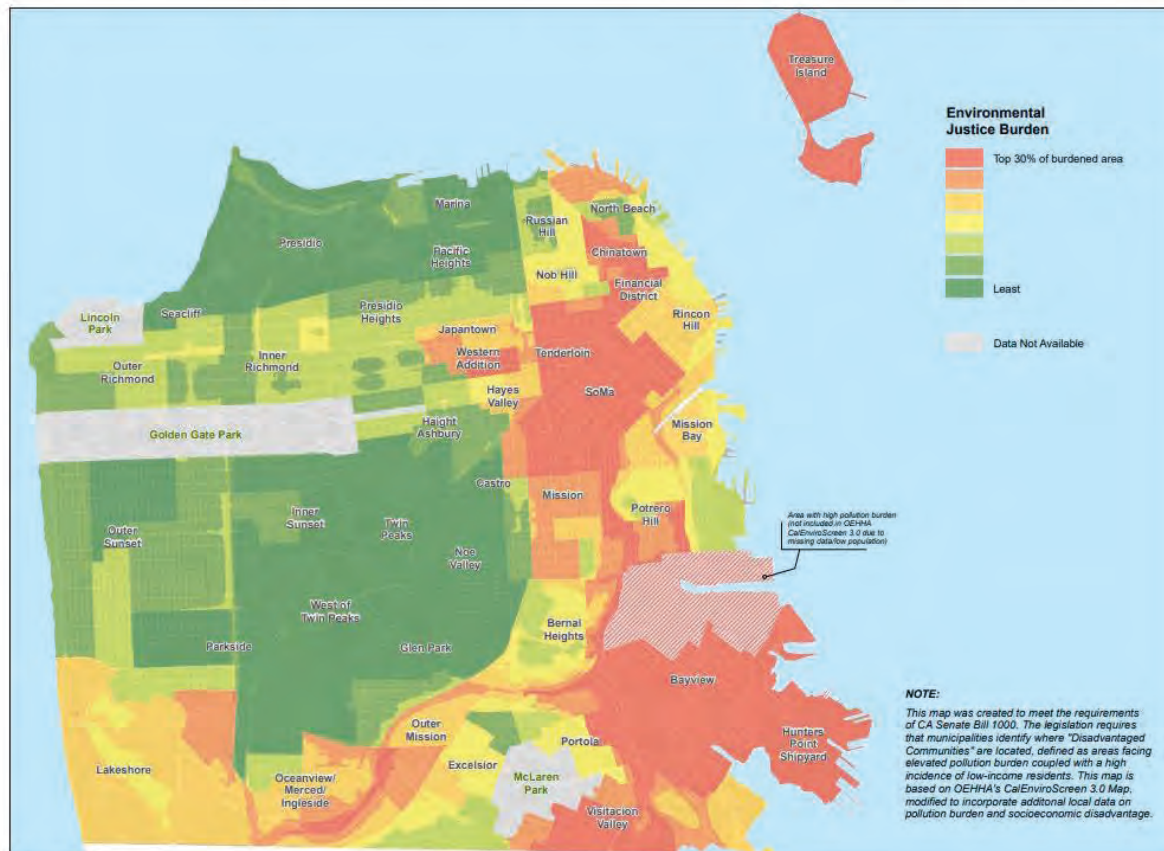 Treasure
Island
Environmental
Justice Burden
Top 30% of burdened area
Least
Data Not Available
Marina
Russian
Hill
North Beach
Presidio
Pacific
Heights
Chinatown
Nob Hill
Financial
District
Lincoln
Park
Seacliff
Presidio
Heights
Rincon
Hill
Japantown
Outer
Richmond
Inner
Richmond
Western
Addition
Tenderloin
SoMa
Hayes
Valley
Golden Gate Park
Haight
Ashbury
Mission
Bay
Castro
Mission
Outer
Sunset
Inner
Sunset
Twin
Peaks
Potrero
Hill
Noe
Valley
Area with high pollution burden
(not included in OEHHA
CalEnviroScreen 3.0 due to
missing data/low population)
West of
Twin Peaks
Bernal
Heights
Parkside
Glen Park
Bayview
Outer
Mission
Hunters
Point
Shipyard
Lakeshore
Oceanview/
Merced/
Ingleside
Excelsior
Portola
McLaren
Park
Visitacion
Valley
NOTE:
This map was created to meet the requirements
of CA Senate Bill 1000. The legislation requires
that municipalities identify where "Disadvantaged
Communities" are located, defined as areas facing
elevated pollution burden coupled with a high
incidence of low-income residents. This map is
based on OEHHA's CalEnviroScreen 3.0 Map,
modified to incorporate additonal local data on
pollution burden and socioeconomic disadvantage.